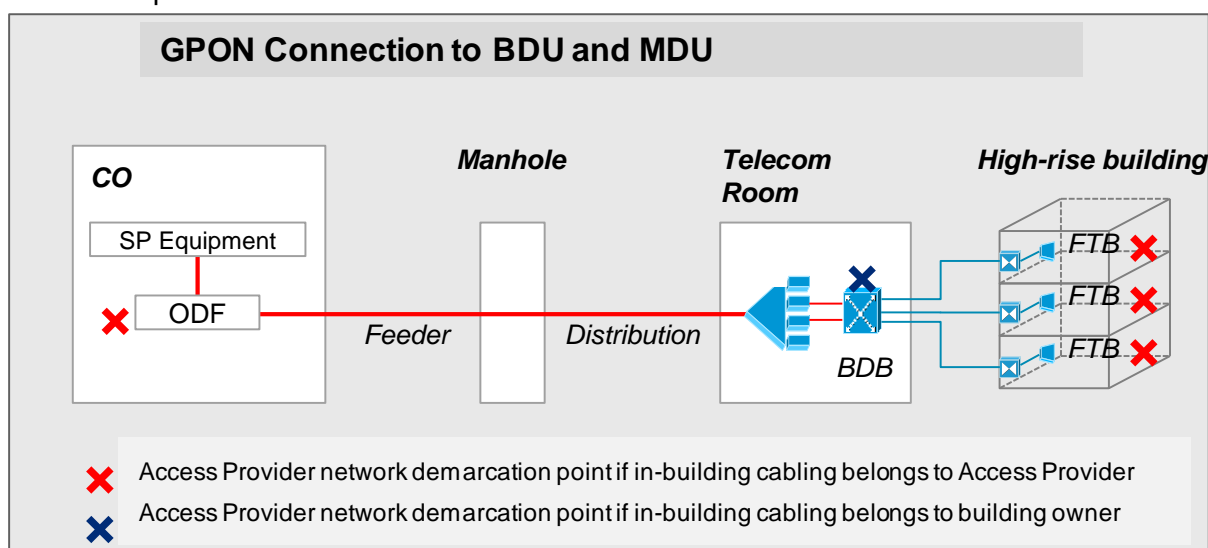 GPON Connection to BDU and MDU
CO
Manhole
Telecom
Room
High-rise building
SP Equipment
ODF
Feeder
Distribution
BDB
FTB
FTB
FTB
Access Provider network demarcation point if in-building cabling belongs to Access Provider
Access Provider network demarcation point if in-building cabling belongs to building owner